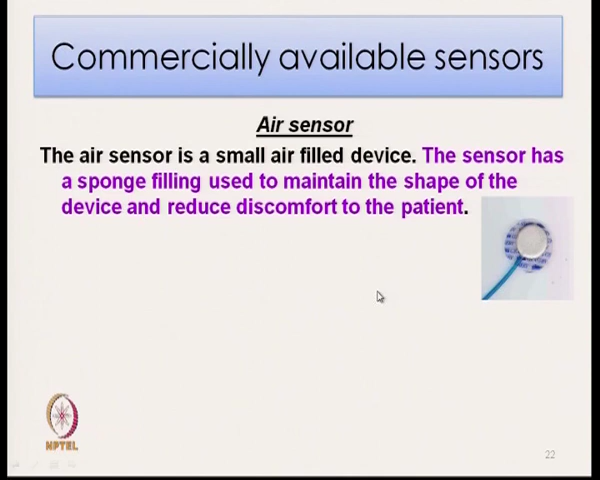 Commercially available sensors
Air sensor
The air sensor is a small air filled device. The sensor has
a sponge filling used to maintain the shape of the
device and reduce discomfort to the patient.
NPTEL
22